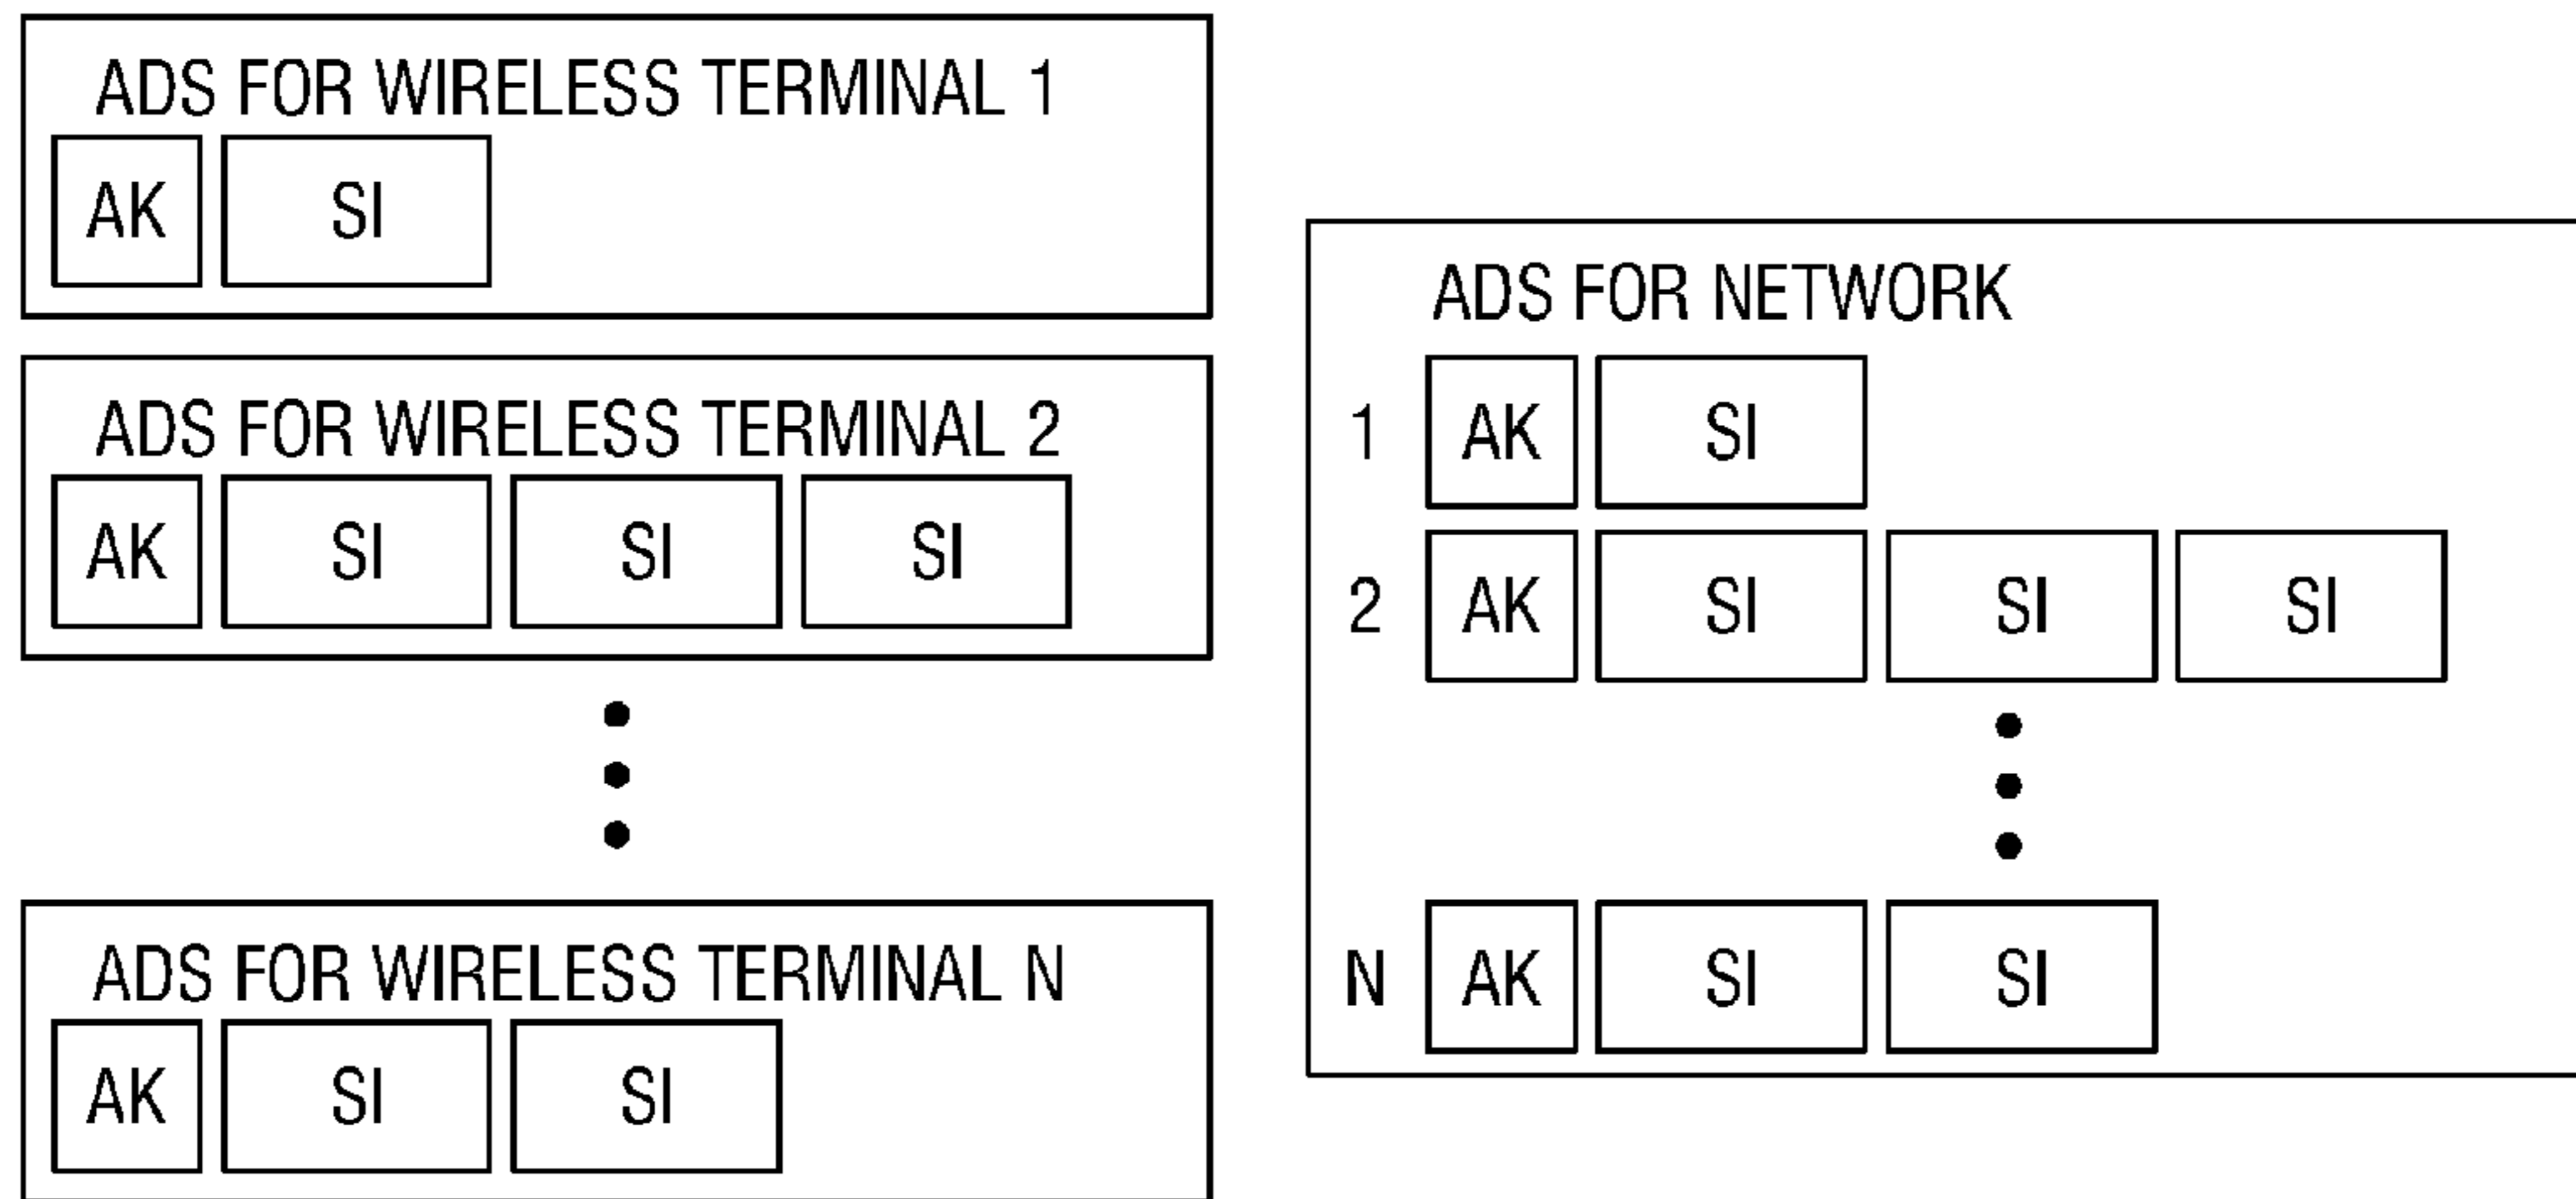 ADS FOR WIRELESS TERMINAL 1
AK SI
ADS FOR WIRELESS TERMINAL 2
AK SI SI SI
ADS FOR WIRELESS TERMINAL N
AK SI SI
ADS FOR NETWORK
1 AK SI
2 AK SI SI SI
N AK SI SI